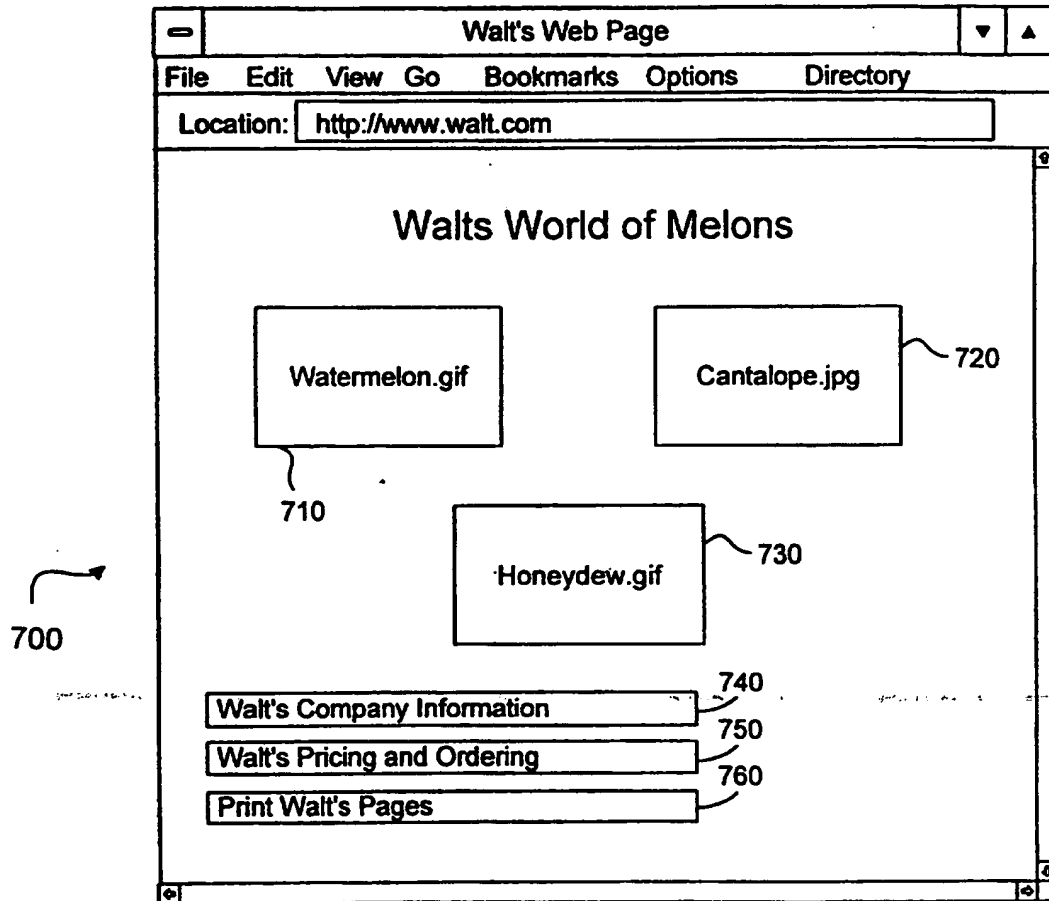 Walt's Web Page
File Edit View Go Bookmarks Options Directory
Location: http://www.walt.com
Walts World of Melons
Watermelon.gif
Cantalope.jpg
720
710
Honeydew.gif
730
700
740
Walt's Company Information
750
Walt's Pricing and Ordering
760
Print Walt's Pages